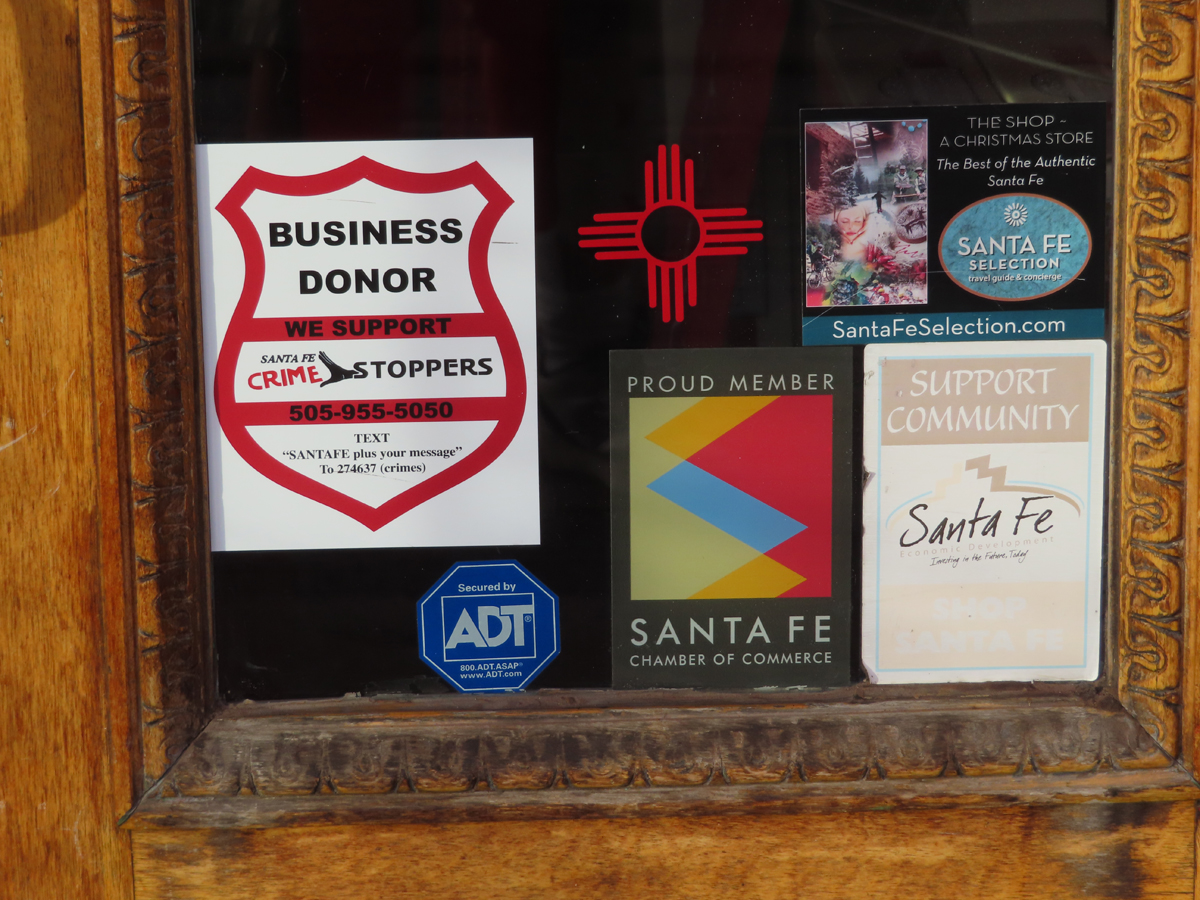 BUSINESS
DONOR
WE SUPPORT
SANTA FE
CRIME STOPPERS
505-955-5050
TEXT
“SANTAFE plus your message”
To 274637 (crimes)
Secured by
ADT®
800.ADT.ASAP®
www.ADT.com
THE SHOP ~
A CHRISTMAS STORE
The Best of the Authentic
Santa Fe
SANTA FE
SELECTION
travel guide & concierge
SantaFeSelection.com
PROUD MEMBER
SANTA FE
CHAMBER OF COMMERCE
SUPPORT
COMMUNITY
Santa Fe
Economic Development
Investing in the Future, Today
SHOP
SANTA FE